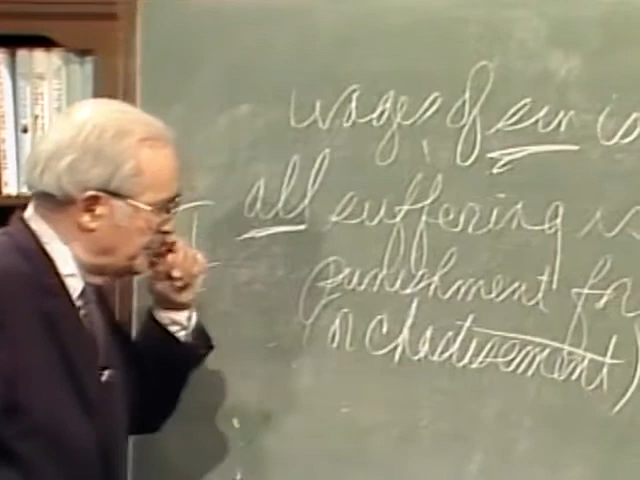 wages of sin is
I all suffering is
punishment for
(or chastisement)